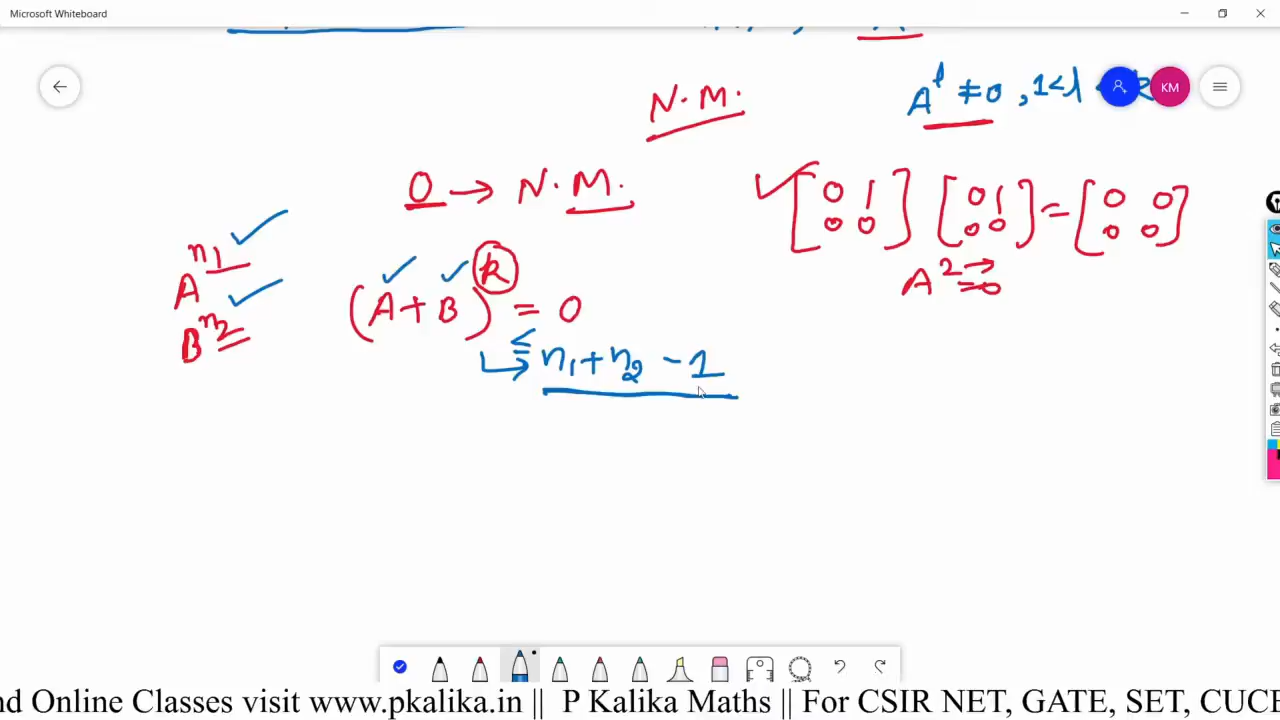 Microsoft Whiteboard
KM
N.M.
A^l ≠ 0, 1<l
0 → N.M.
[0 1 0 0] [0 1 0 0] = [0 0 0 0]
A^2 = 0
A^n1
B^n2
(A+B)^k = 0
≤
↳ n1+n2-1
nd Online Classes visit www.pkalika.in || P Kalika Maths || For CSIR NET, GATE, SET, CUCE